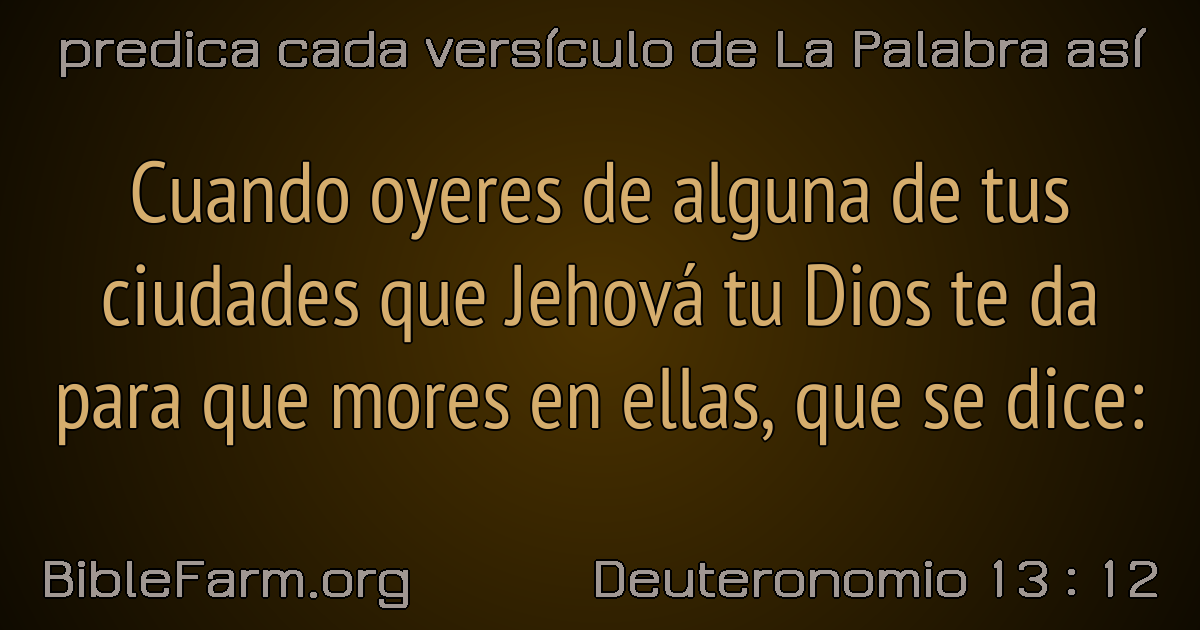 predica cada versículo de La Palabra así
Cuando oyeres de alguna de tus
ciudades que Jehová tu Dios te da
para que mores en ellas, que se dice:
BibleFarm.org
Deuteronomio 13 : 12